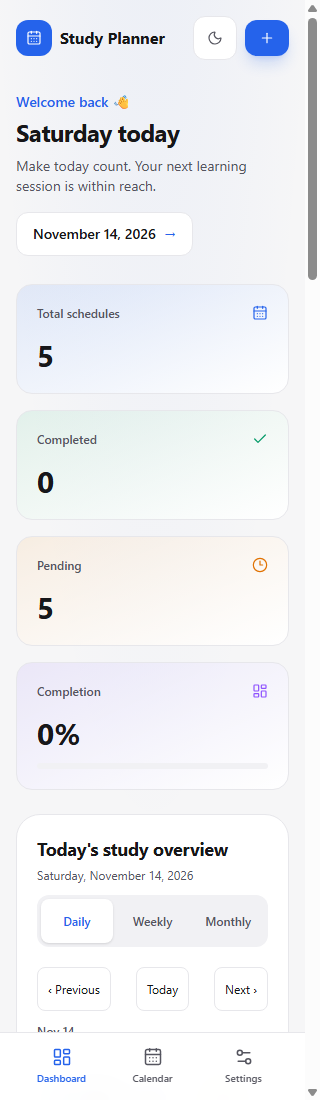 Study Planner
Welcome back 👋
Saturday today
Make today count. Your next learning
session is within reach.
November 14, 2026 →
Total schedules
5
Completed
0
Pending
5
Completion
0%
Today's study overview
Saturday, November 14, 2026
Daily Weekly Monthly
‹ Previous Today Next ›
Nov 14
Dashboard Calendar Settings